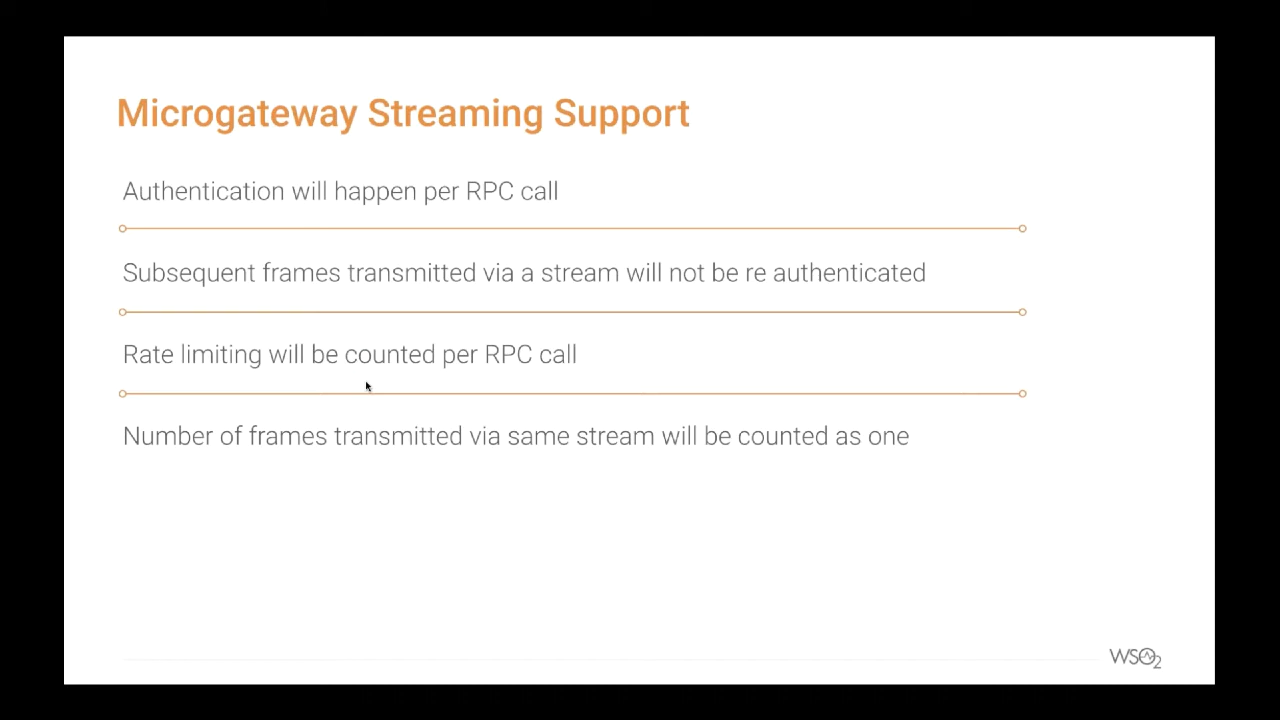 Microgateway Streaming Support
Authentication will happen per RPC call
Subsequent frames transmitted via a stream will not be re authenticated
Rate limiting will be counted per RPC call
Number of frames transmitted via same stream will be counted as one
WSO2